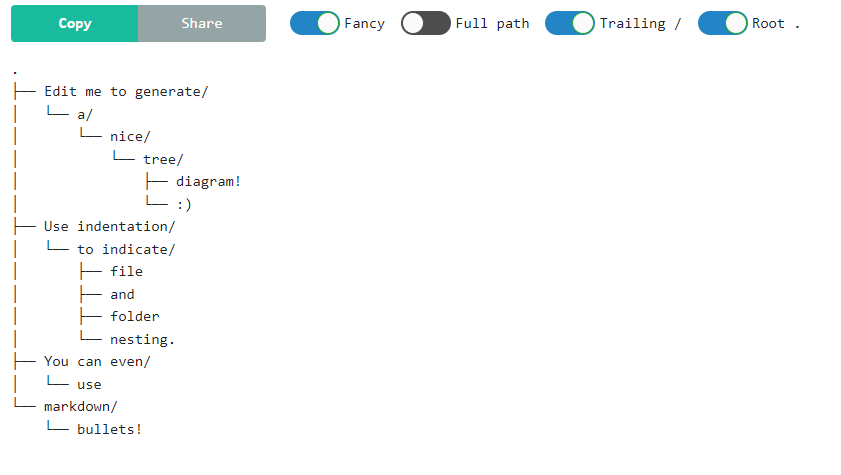 Copy Share Fancy Full path Trailing / Root .
.
├── Edit me to generate/
│   └── a/
│       └── nice/
│           └── tree/
│               ├── diagram!
│               └── :)
├── Use indentation/
│   └── to indicate/
│       ├── file
│       ├── and
│       ├── folder
│       └── nesting.
├── You can even/
│   └── use
└── markdown/
    └── bullets!